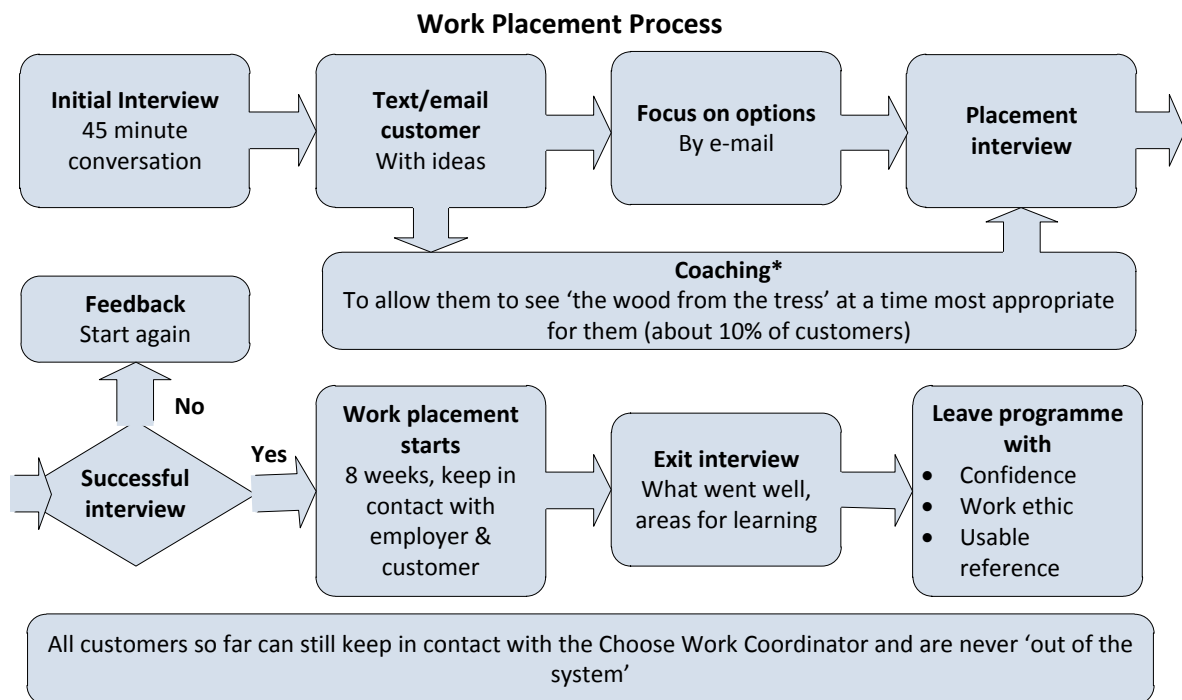 Work Placement Process
Initial Interview
45 minute
conversation
Text/email
customer
With ideas
Focus on options
By e-mail
Placement
interview
Coaching*
To allow them to see ‘the wood from the tress’ at a time most appropriate
for them (about 10% of customers)
Feedback
Start again
No
Successful
interview
Yes
Work placement
starts
8 weeks, keep in
contact with
employer &
customer
Exit interview
What went well,
areas for learning
Leave programme
with
• Confidence
• Work ethic
• Usable
reference
All customers so far can still keep in contact with the Choose Work Coordinator and are never ‘out of the
system’